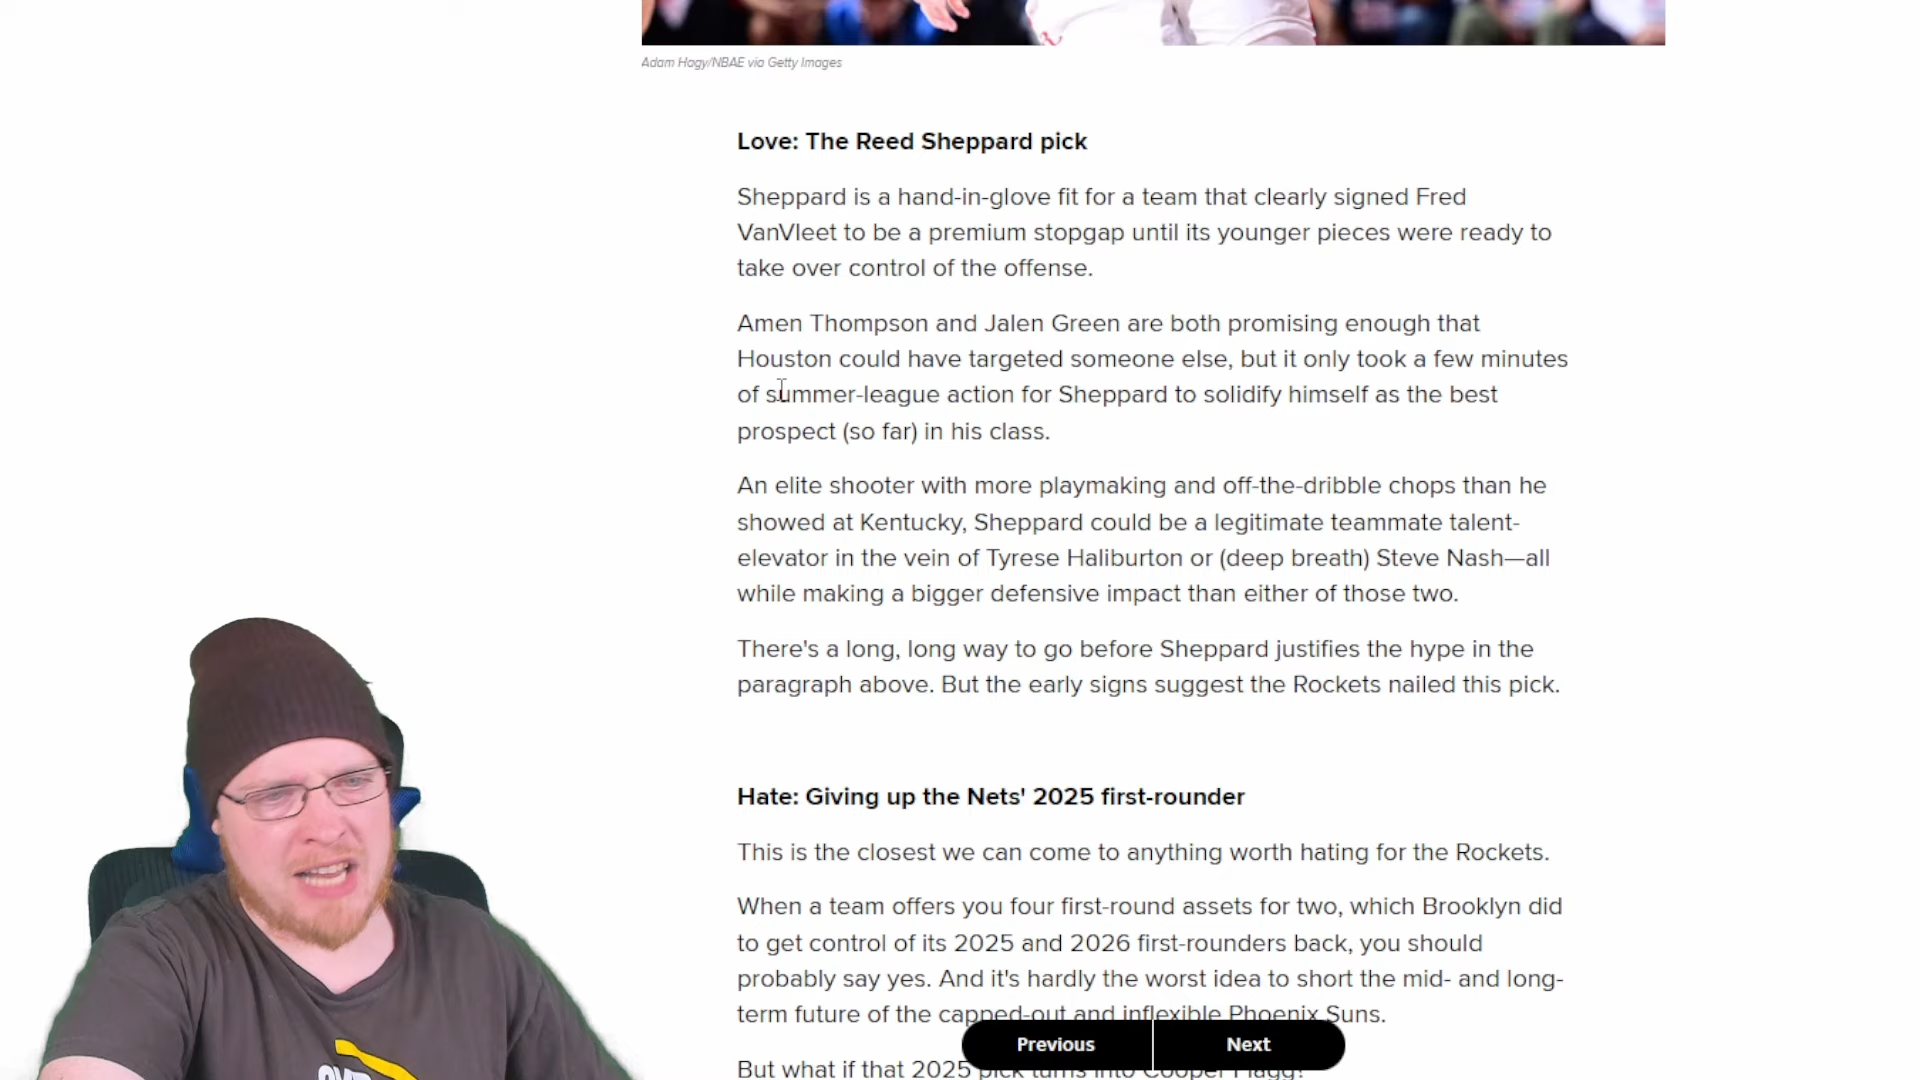 Adam Hagy/NBAE via Getty Images
Love: The Reed Sheppard pick
Sheppard is a hand-in-glove fit for a team that clearly signed Fred
VanVleet to be a premium stopgap until its younger pieces were ready to
take over control of the offense.
Amen Thompson and Jalen Green are both promising enough that
Houston could have targeted someone else, but it only took a few minutes
of summer-league action for Sheppard to solidify himself as the best
prospect (so far) in his class.
An elite shooter with more playmaking and off-the-dribble chops than he
showed at Kentucky, Sheppard could be a legitimate teammate talent-
elevator in the vein of Tyrese Haliburton or (deep breath) Steve Nash—all
while making a bigger defensive impact than either of those two.
There's a long, long way to go before Sheppard justifies the hype in the
paragraph above. But the early signs suggest the Rockets nailed this pick.
Hate: Giving up the Nets' 2025 first-rounder
This is the closest we can come to anything worth hating for the Rockets.
When a team offers you four first-round assets for two, which Brooklyn did
to get control of its 2025 and 2026 first-rounders back, you should
probably say yes. And it's hardly the worst idea to short the mid- and long-
term future of the capped-out and inflexible Phoenix Suns.
Previous Next
But what if that 2025 pick turns into Cooper Flagg?